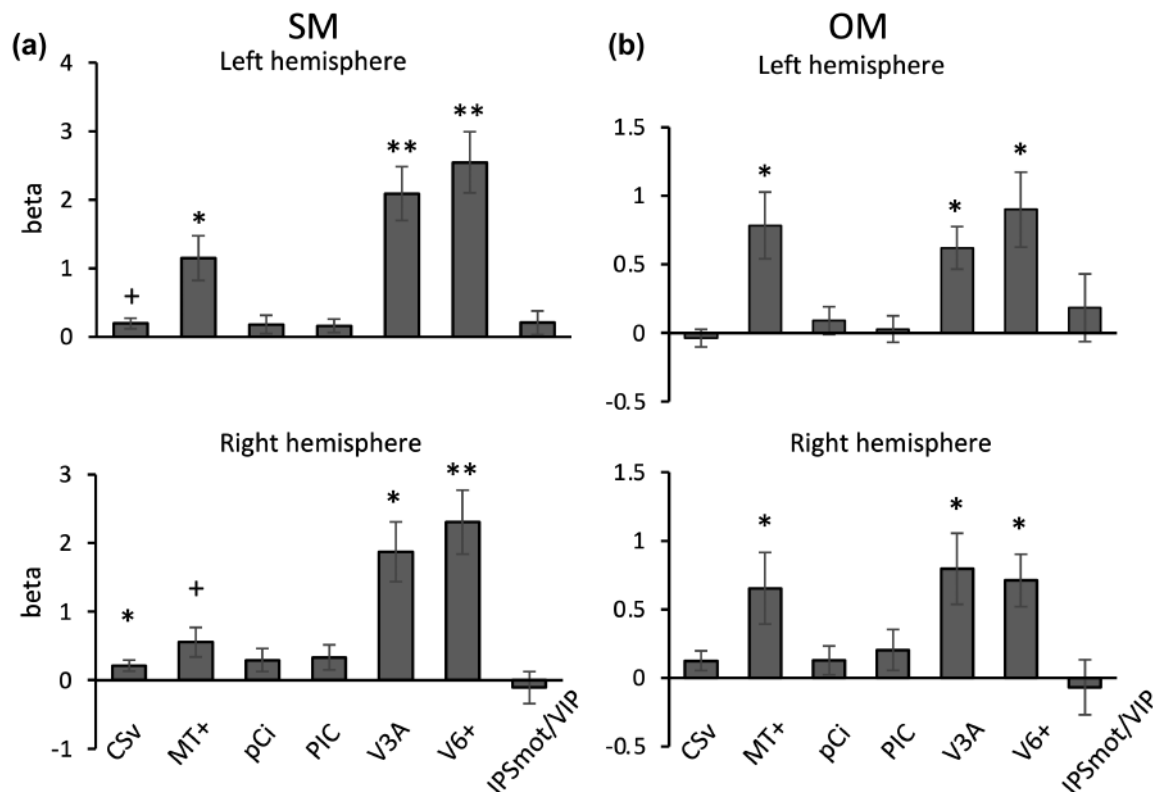 (a)
SM
Left hemisphere
beta
4
3
2
1
0
+
*
**
**
Right hemisphere
beta
3
2
1
0
-1
*
+
*
**
CSv
MT+
pCi
PIC
V3A
V6+
IPSmot/VIP
(b)
OM
Left hemisphere
1.5
1
0.5
0
-0.5
*
*
*
Right hemisphere
1.5
1
0.5
0
-0.5
*
*
*
CSv
MT+
pCi
PIC
V3A
V6+
IPSmot/VIP